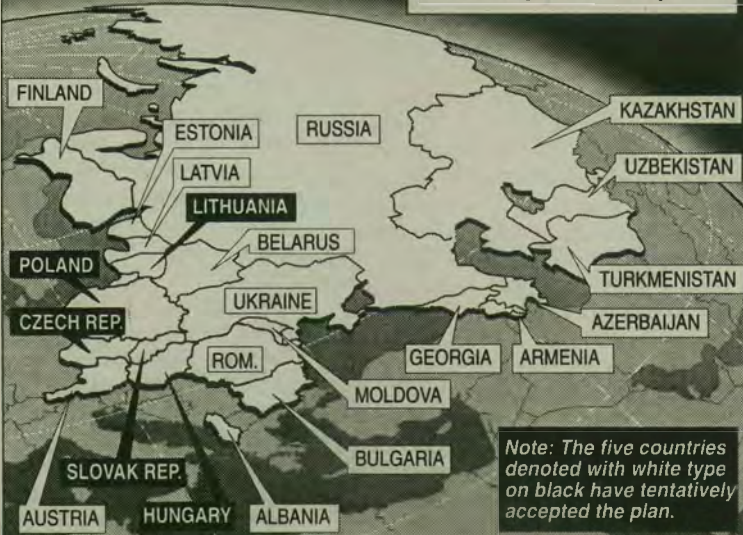 FINLAND
ESTONIA
RUSSIA
KAZAKHSTAN
LATVIA
UZBEKISTAN
LITHUANIA
BELARUS
POLAND
TURKMENISTAN
UKRAINE
CZECH REP.
AZERBAIJAN
ROM.
GEORGIA
ARMENIA
MOLDOVA
BULGARIA
SLOVAK REP.
AUSTRIA
HUNGARY
ALBANIA
Note: The five countries
denoted with white type
on black have tentatively
accepted the plan.